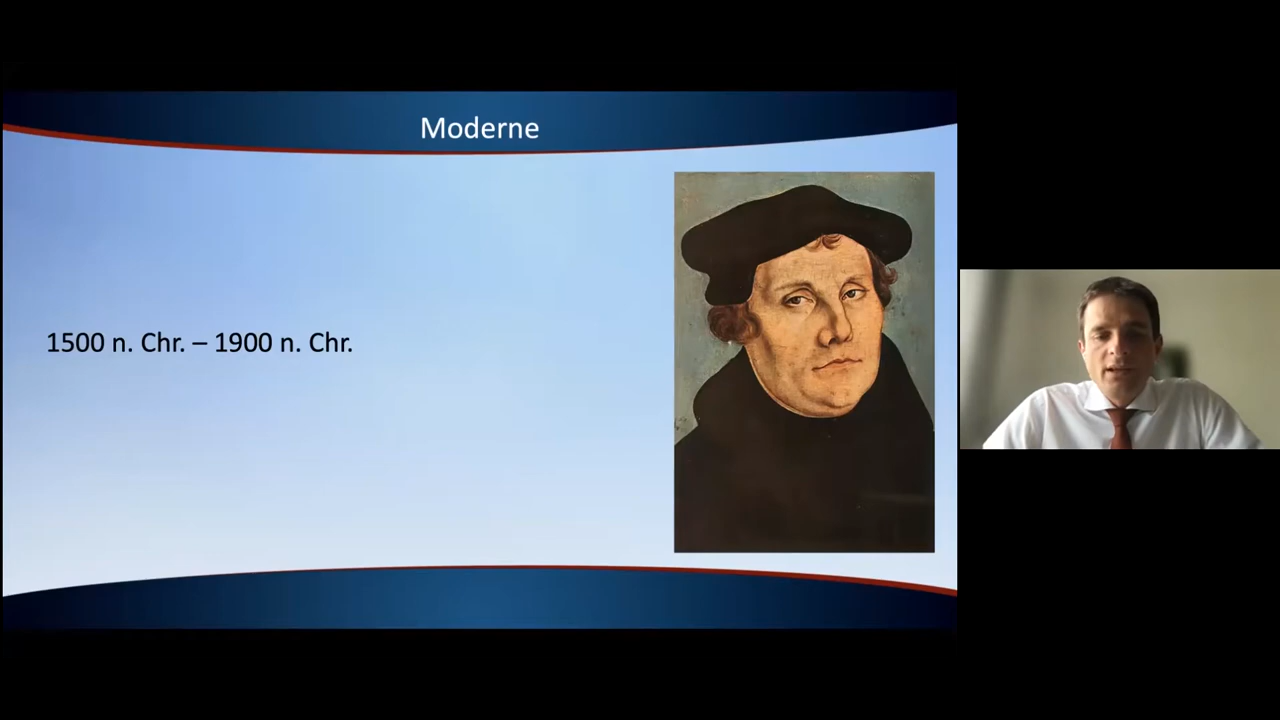 Moderne
1500 n. Chr. – 1900 n. Chr.